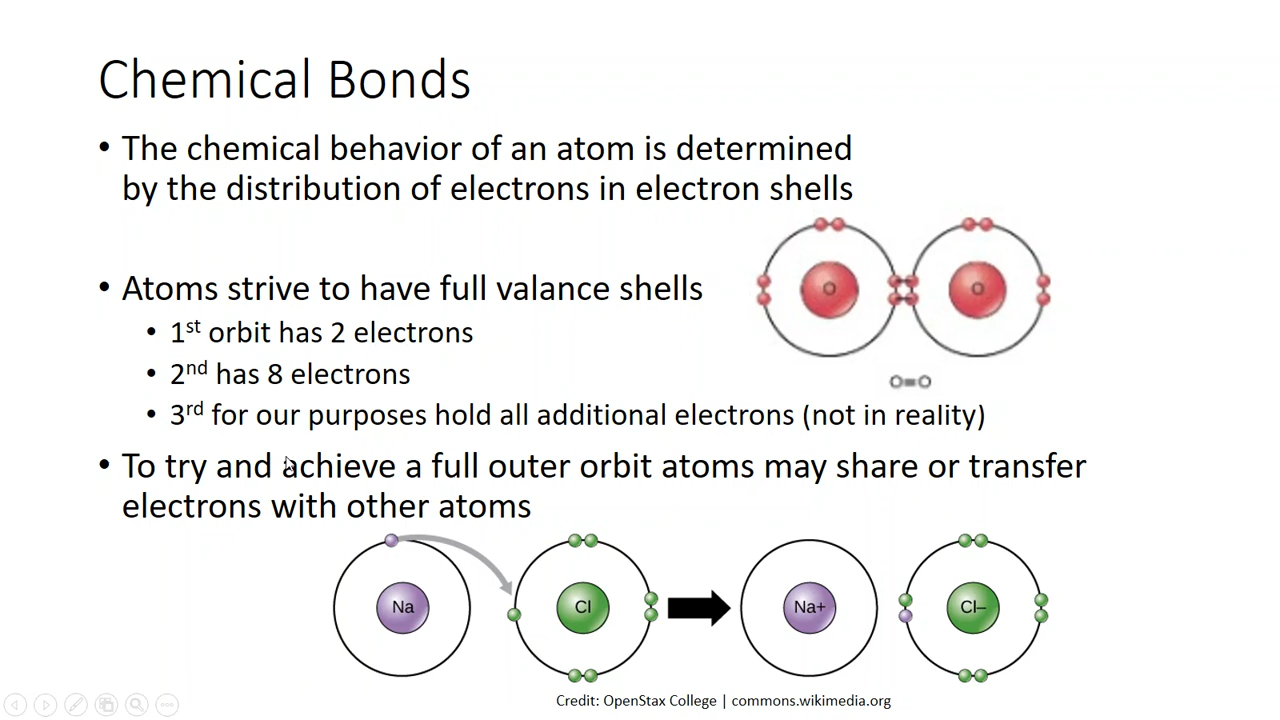 Chemical Bonds
• The chemical behavior of an atom is determined
by the distribution of electrons in electron shells
• Atoms strive to have full valance shells
• 1st orbit has 2 electrons
• 2nd has 8 electrons
• 3rd for our purposes hold all additional electrons (not in reality)
• To try and achieve a full outer orbit atoms may share or transfer
electrons with other atoms
O O
O=O
Na Cl Na+ Cl–
Credit: OpenStax College | commons.wikimedia.org